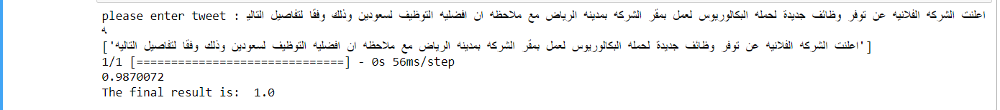 please enter tweet : اعلنت الشركه الفلانيه عن توفر وظائف جديدة لحمله البكالوريوس لعمل بمقر الشركه بمدينه الرياض مع ملاحظه ان افضليه التوظيف لسعودين وذلك وفقا لتفاصيل التالي
ه
['اعلنت الشركه الفلانيه عن توفر وظائف جديدة لحمله البكالوريوس لعمل بمقر الشركه بمدينه الرياض مع ملاحظه ان افضليه التوظيف لسعودين وذلك وفقا لتفاصيل التاليه']
1/1 [==============================] - 0s 56ms/step
0.9870072
The final result is:  1.0